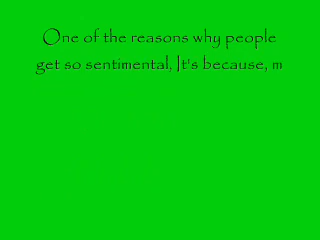 One of the reasons why people
get so sentimental, It's because, m